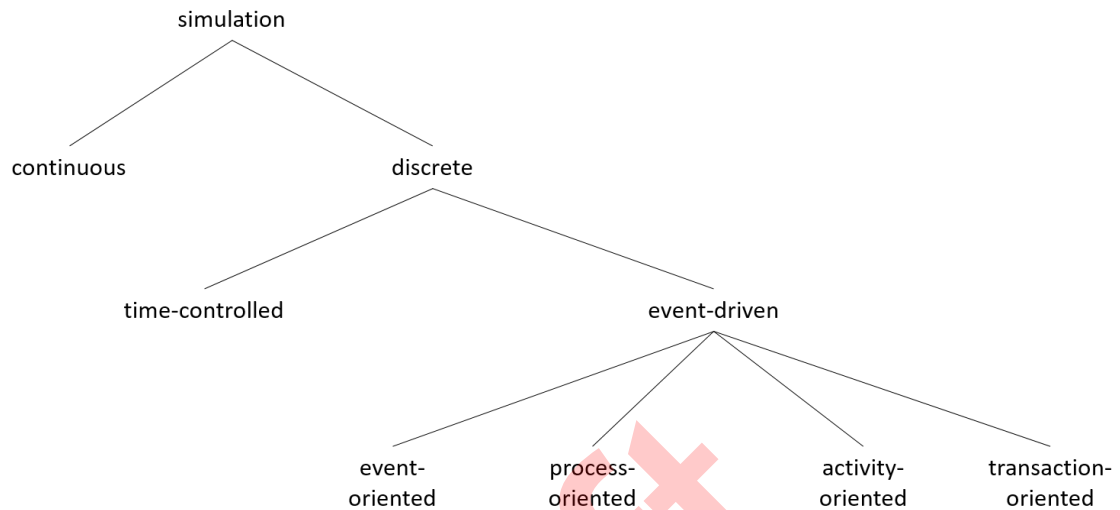 simulation
continuous
discrete
time-controlled
event-driven
event-
oriented
process-
oriented
activity-
oriented
transaction-
oriented